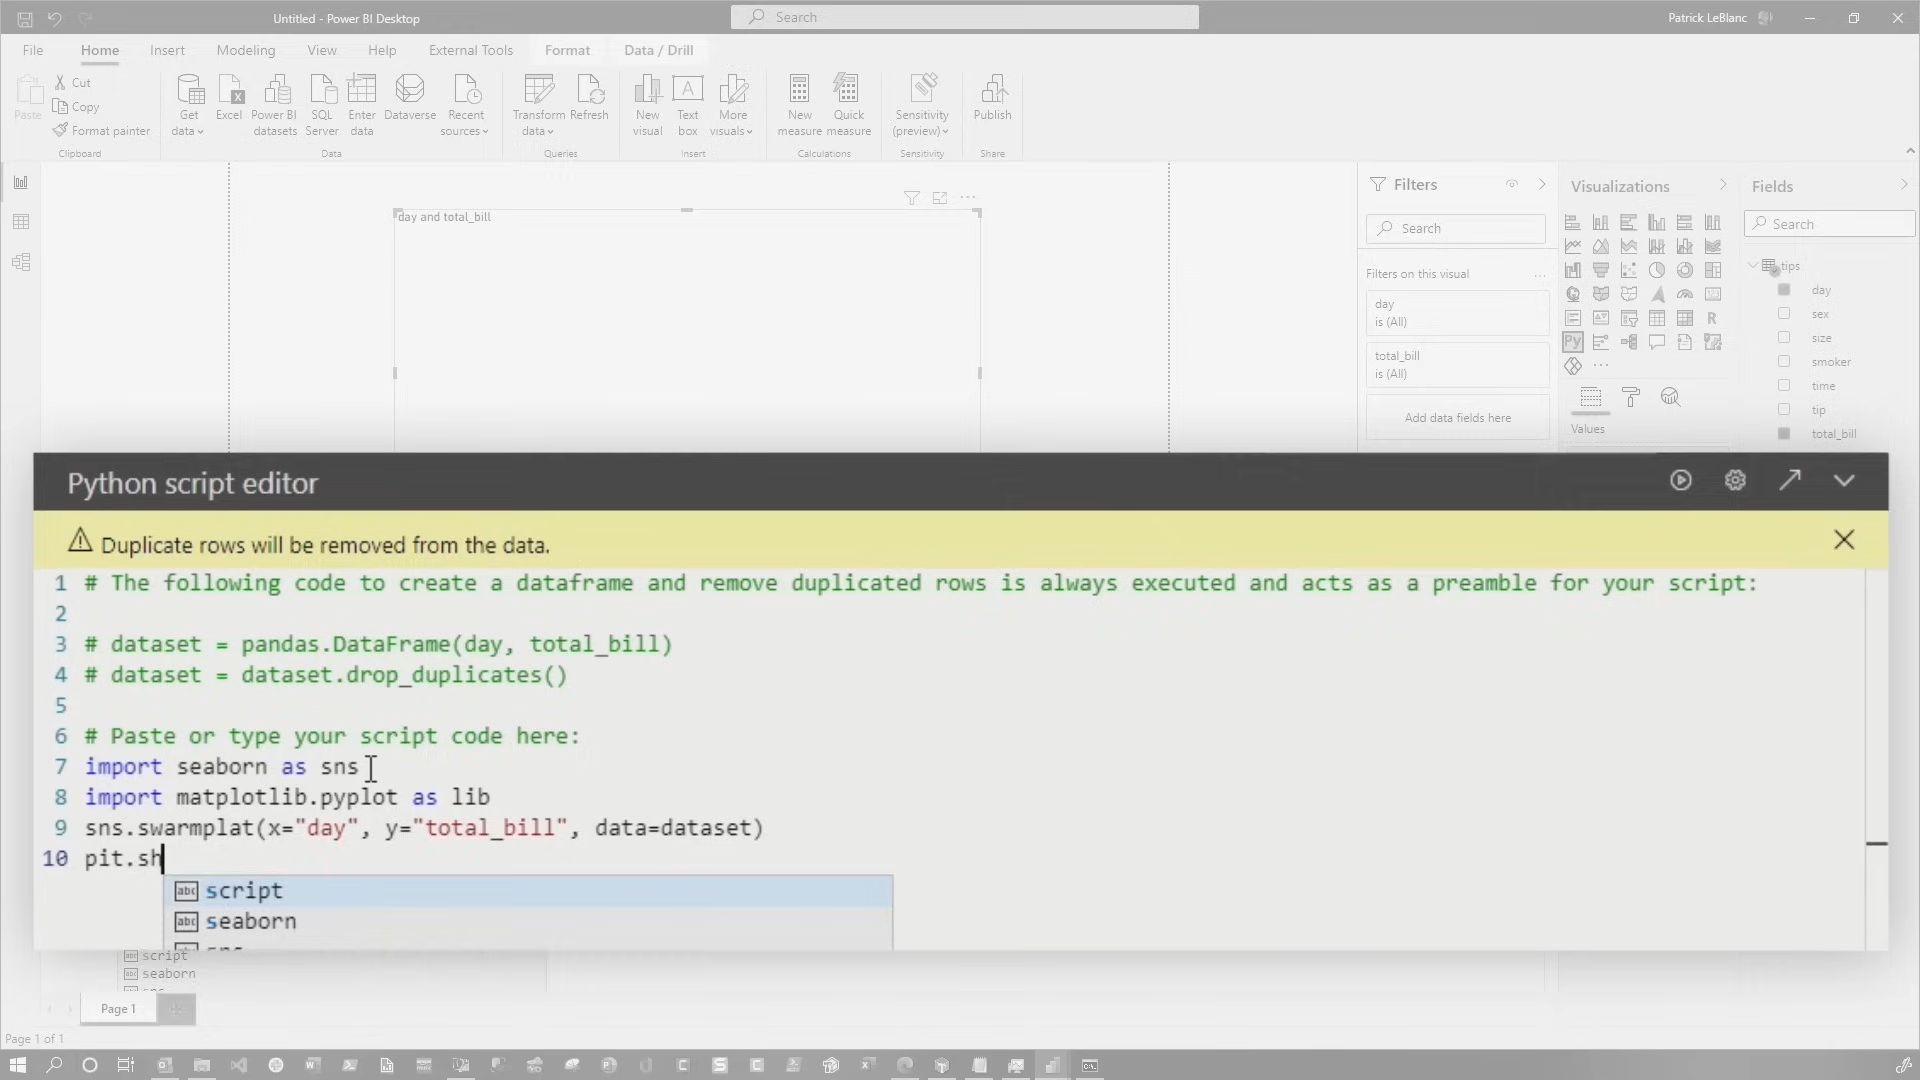 Untitled - Power BI Desktop
Search
Patrick LeBlanc
File
Home
Insert
Modeling
View
Help
External Tools
Format
Data / Drill
Paste
Cut
Copy
Format painter
Clipboard
Get data
Excel
Power BI datasets
SQL Server
Enter data
Dataverse
Recent sources
Data
Transform data
Refresh
Queries
New visual
Text box
More visuals
Insert
New measure
Quick measure
Calculations
Sensitivity (preview)
Sensitivity
Publish
Share
day and total_bill
Filters
Search
Filters on this visual
day
is (All)
total_bill
is (All)
Add data fields here
Visualizations
R
Py
Values
Fields
Search
tips
day
sex
size
smoker
time
tip
total_bill
Python script editor
Duplicate rows will be removed from the data.
1 # The following code to create a dataframe and remove duplicated rows is always executed and acts as a preamble for your script:
2
3 # dataset = pandas.DataFrame(day, total_bill)
4 # dataset = dataset.drop_duplicates()
5
6 # Paste or type your script code here:
7 import seaborn as sns
8 import matplotlib.pyplot as lib
9 sns.swarmplat(x="day", y="total_bill", data=dataset)
10 pit.sh
abc script
abc seaborn
sns
abc script
abc seaborn
sns
Page 1
Page 1 of 1